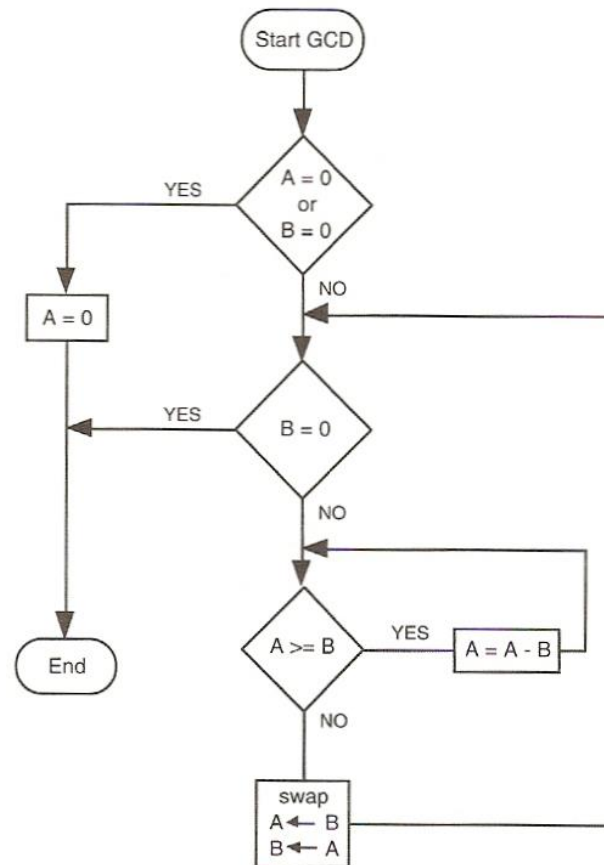 Start GCD
A = 0
or
B = 0
YES
NO
A = 0
YES
B = 0
NO
A >= B
YES
A = A - B
End
NO
swap
A ← B
B ← A